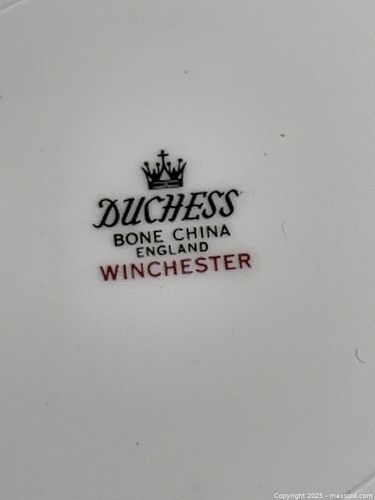 DUCHESS
BONE CHINA
ENGLAND
WINCHESTER
Copyright 2025 - maxsold.com